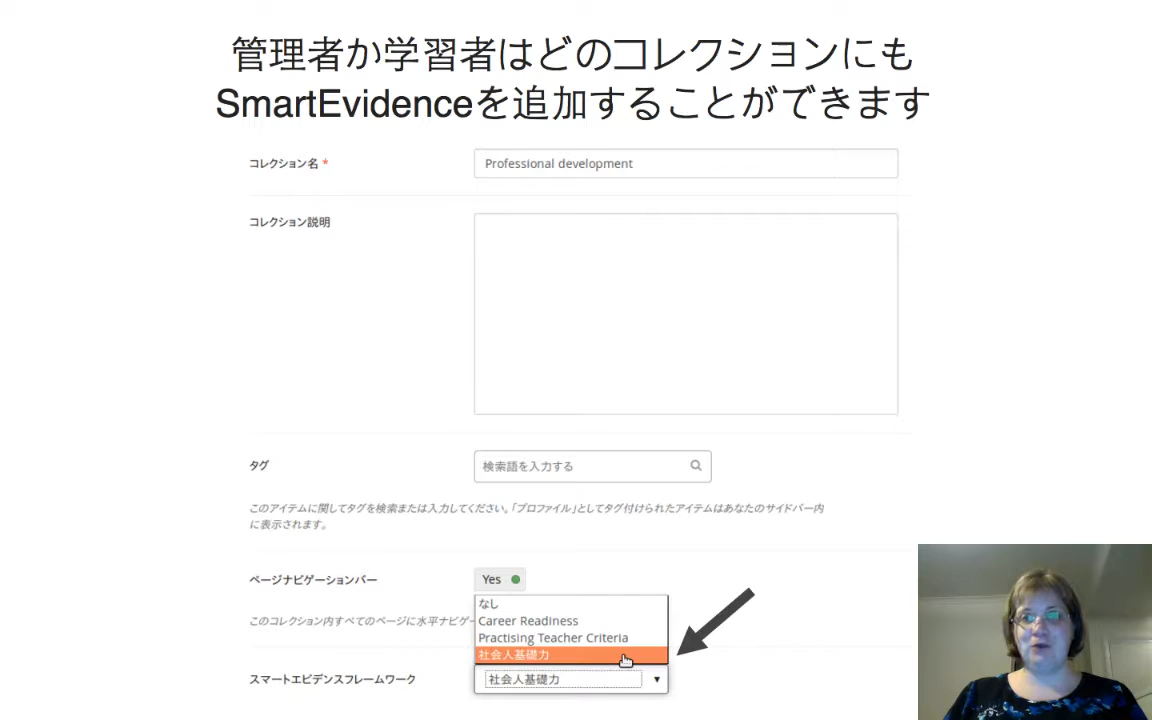 管理者か学習者はどのコレクションにも
SmartEvidenceを追加することができます
コレクション名 *
Professional development
コレクション説明
タグ
検索語を入力する
このアイテムに関してタグを検索または入力してください。「プロファイル」としてタグ付けられたアイテムはあなたのサイドバー内
に表示されます。
ページナビゲーションバー
Yes
なし
このコレクション内すべてのページに水平ナビゲー
Career Readiness
Practising Teacher Criteria
社会人基礎力
スマートエビデンスフレームワーク
社会人基礎力